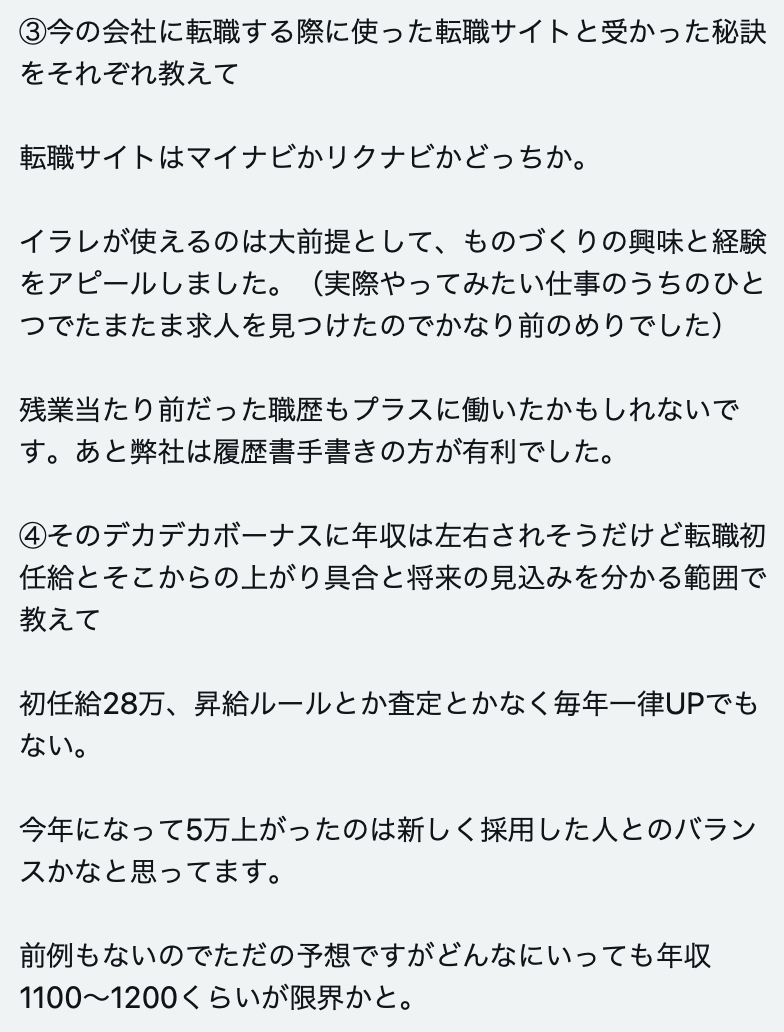 ③今の会社に転職する際に使った転職サイトと受かった秘訣
をそれぞれ教えて
転職サイトはマイナビかリクナビかどっちか。
イラレが使えるのは大前提として、ものづくりの興味と経験
をアピールしました。（実際やってみたい仕事のうちのひと
つでたまたま求人を見つけたのでかなり前のめりでした）
残業当たり前だった職歴もプラスに働いたかもしれないで
す。あと弊社は履歴書手書きの方が有利でした。
④そのデカデカボーナスに年収は左右されそうだけど転職初
任給とそこからの上がり具合と将来の見込みを分かる範囲で
教えて
初任給28万、昇給ルールとか査定とかなく毎年一律UPでも
ない。
今年になって5万上がったのは新しく採用した人とのバラン
スかなと思ってます。
前例もないのでただの予想ですがどんなにいっても年収
1100〜1200くらいが限界かと。